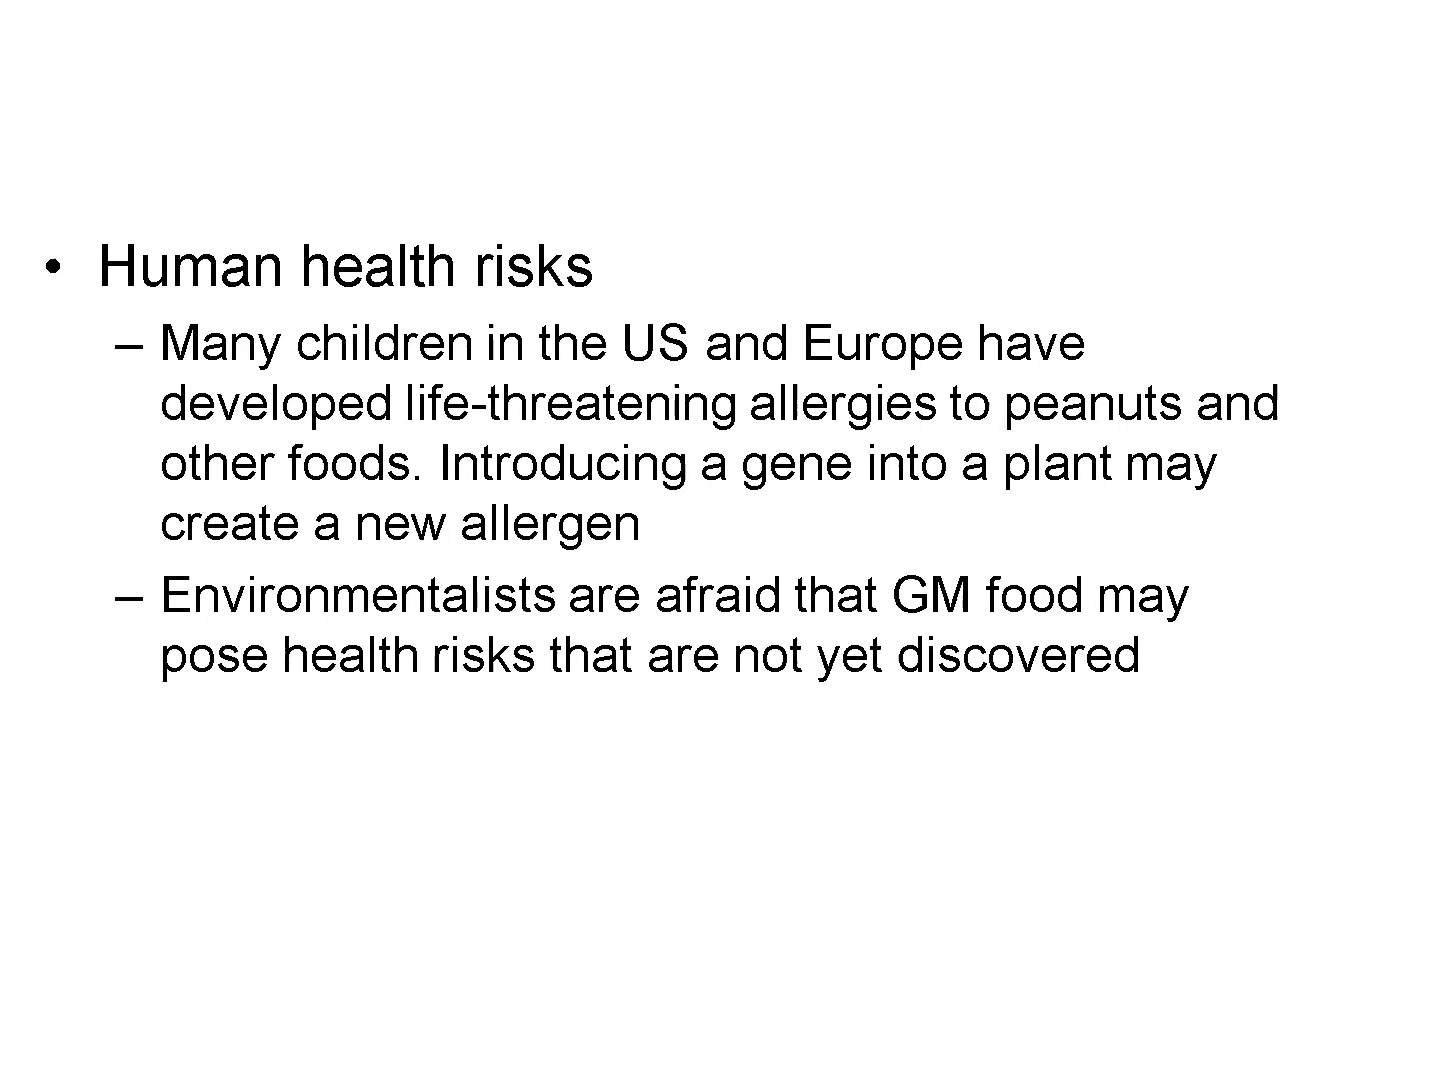 • Human health risks
– Many children in the US and Europe have
developed life-threatening allergies to peanuts and
other foods. Introducing a gene into a plant may
create a new allergen
– Environmentalists are afraid that GM food may
pose health risks that are not yet discovered